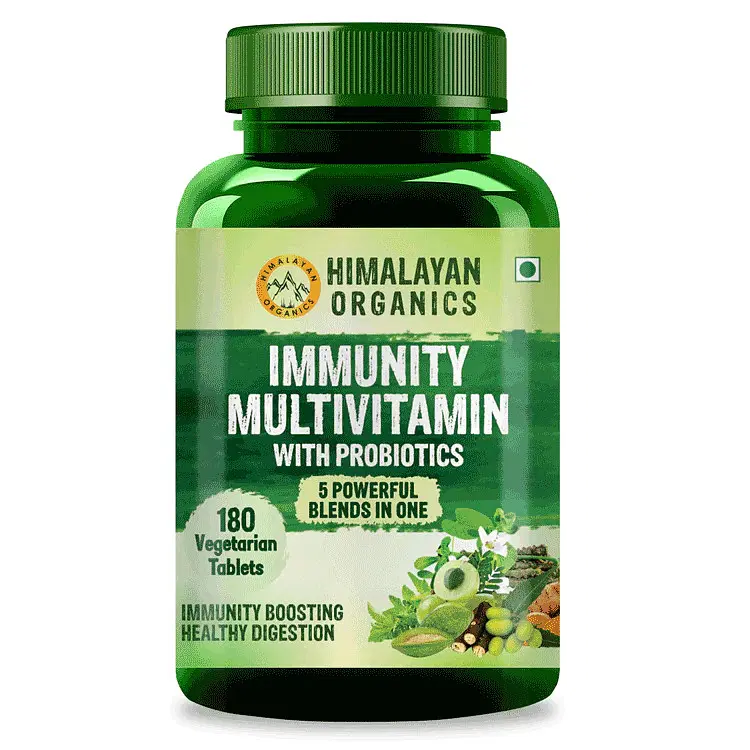 HIMALAYAN
ORGANICS
HIMALAYAN
ORGANICS
IMMUNITY
MULTIVITAMIN
WITH PROBIOTICS
5 POWERFUL
BLENDS IN ONE
180
Vegetarian
Tablets
IMMUNITY BOOSTING
HEALTHY DIGESTION